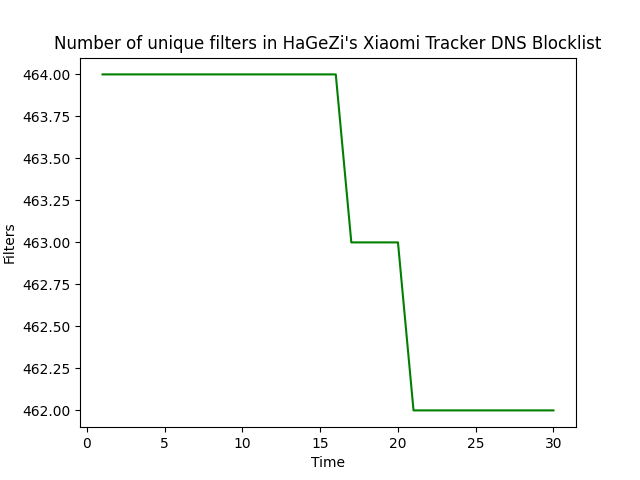 Number of unique filters in HaGeZi's Xiaomi Tracker DNS Blocklist
464.00
463.75
463.50
463.25
463.00
462.75
462.50
462.25
462.00
Filters
0 5 10 15 20 25 30
Time